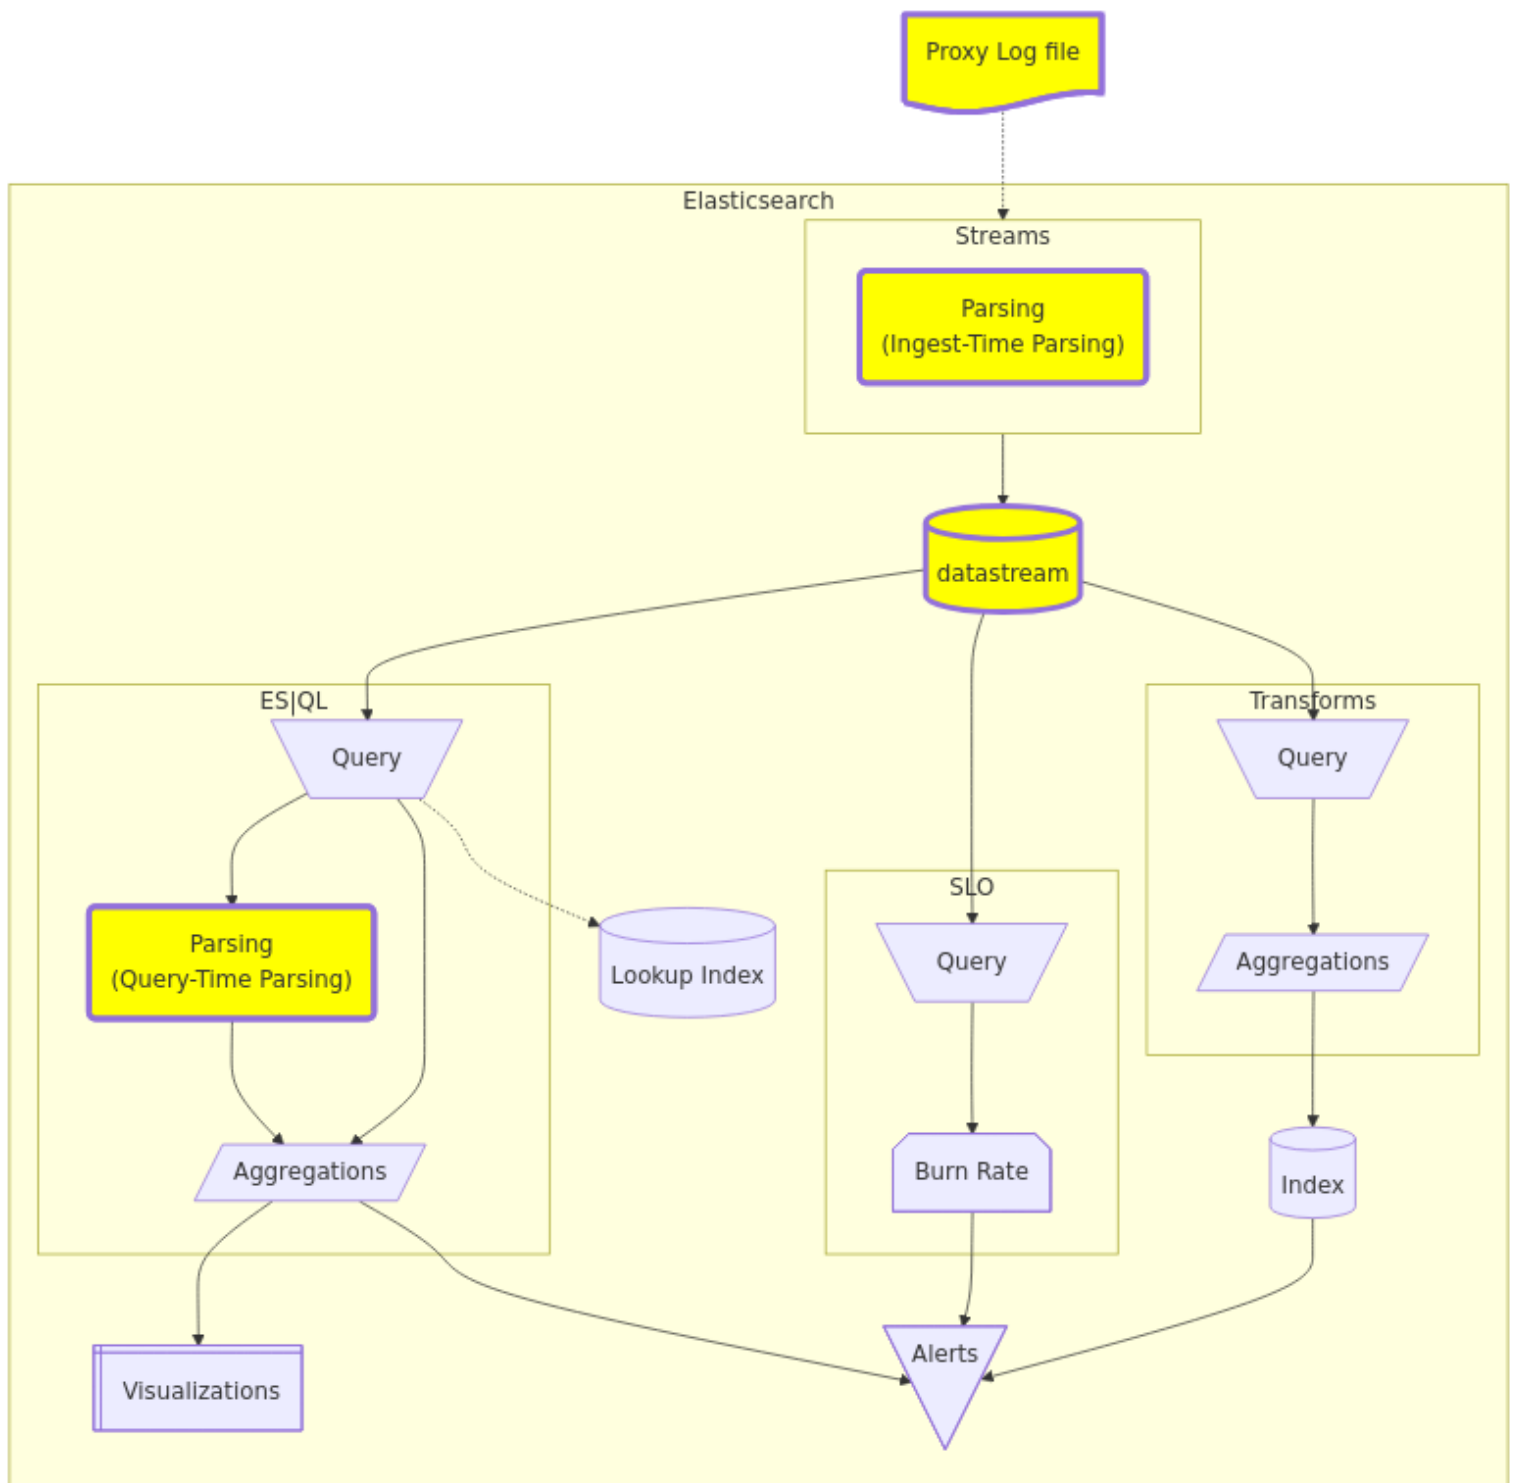 Proxy Log file
Elasticsearch
Streams
Parsing
(Ingest-Time Parsing)
datastream
ES|QL
Transforms
Query
Query
SLO
Parsing
(Query-Time Parsing)
Lookup Index
Query
Aggregations
Aggregations
Burn Rate
Index
Alerts
Visualizations